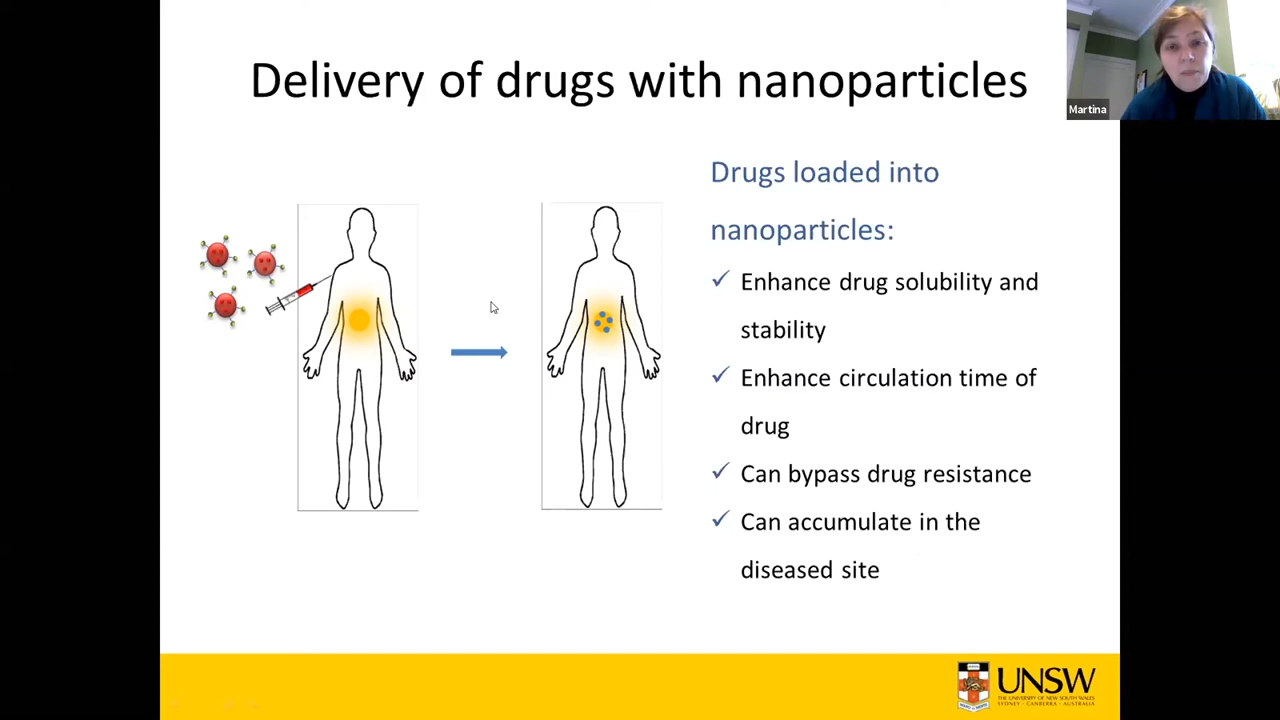 Delivery of drugs with nanoparticles
Martina
Drugs loaded into
nanoparticles:
✓ Enhance drug solubility and
stability
✓ Enhance circulation time of
drug
✓ Can bypass drug resistance
✓ Can accumulate in the
diseased site
UNSW
THE UNIVERSITY OF NEW SOUTH WALES
SYDNEY · CANBERRA · AUSTRALIA